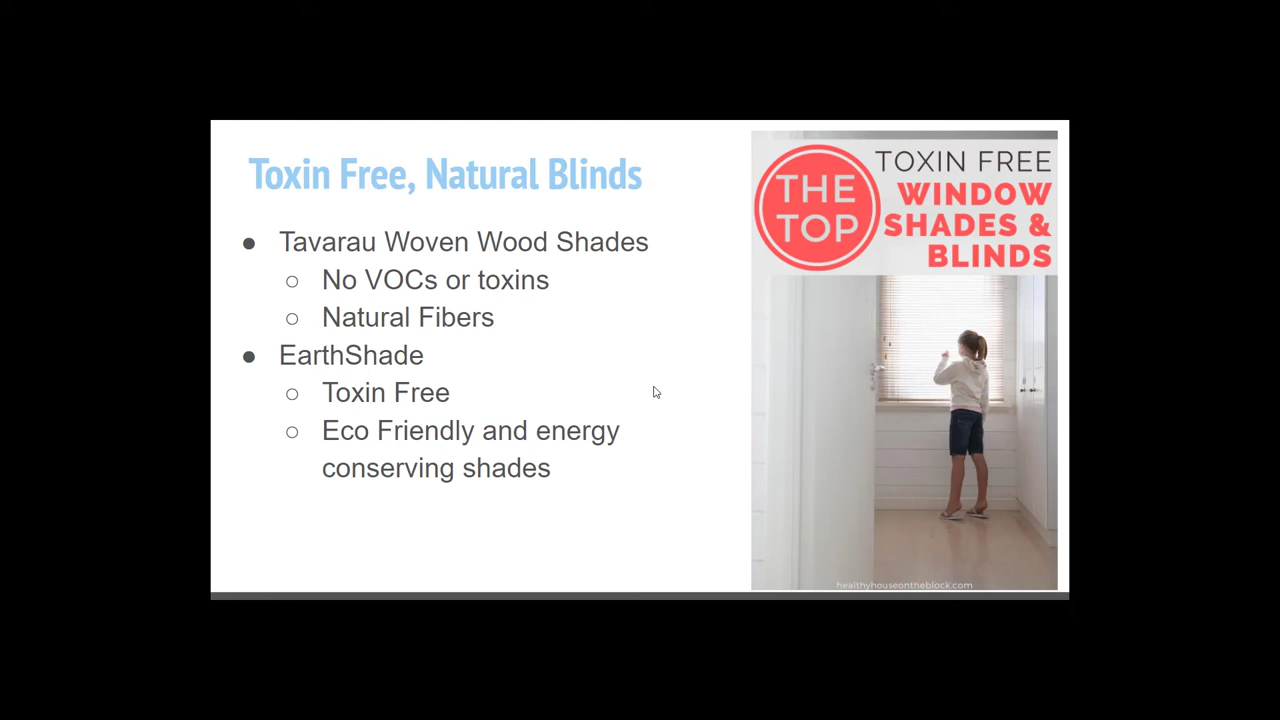 Toxin Free, Natural Blinds
● Tavarau Woven Wood Shades
○ No VOCs or toxins
○ Natural Fibers
● EarthShade
○ Toxin Free
○ Eco Friendly and energy
conserving shades
THE
TOP
TOXIN FREE
WINDOW
SHADES &
BLINDS
healthyhouseontheblock.com